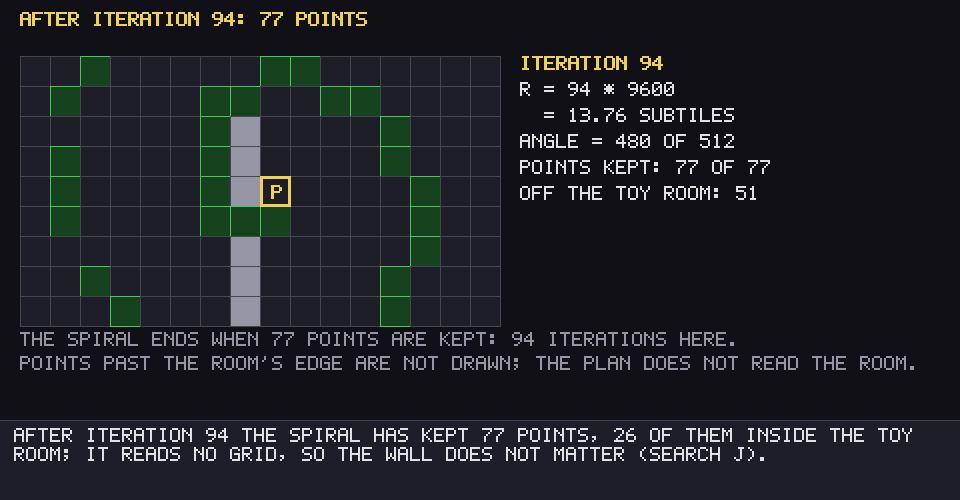 AFTER ITERATION 94: 77 POINTS
ITERATION 94
R = 94 * 9600
= 13.76 SUBTILES
ANGLE = 480 OF 512
POINTS KEPT: 77 OF 77
OFF THE TOY ROOM: 51
P
THE SPIRAL ENDS WHEN 77 POINTS ARE KEPT: 94 ITERATIONS HERE.
POINTS PAST THE ROOM'S EDGE ARE NOT DRAWN; THE PLAN DOES NOT READ THE ROOM.
AFTER ITERATION 94 THE SPIRAL HAS KEPT 77 POINTS, 26 OF THEM INSIDE THE TOY
ROOM; IT READS NO GRID, SO THE WALL DOES NOT MATTER (SEARCH J).